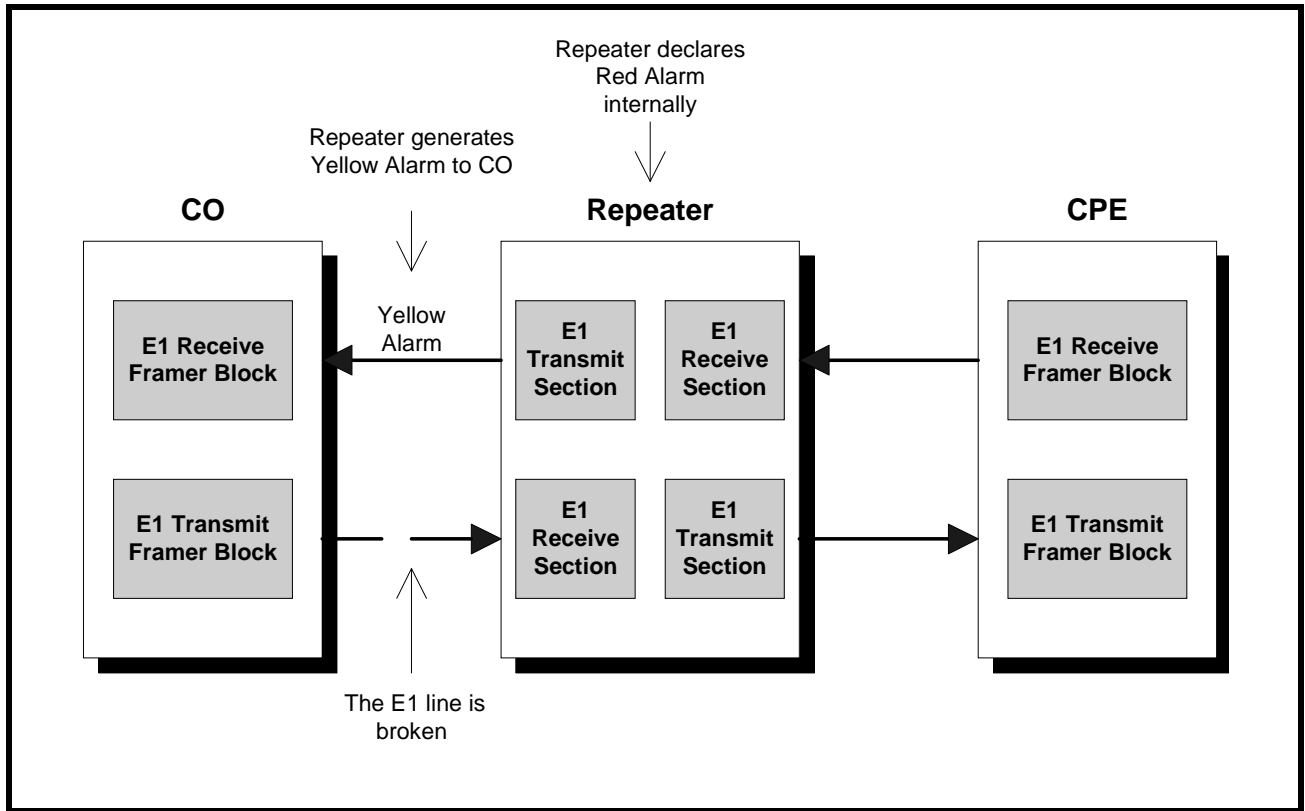 Repeater declares
Red Alarm
internally
Repeater generates
Yellow Alarm to CO
CO
Repeater
CPE
E1 Receive
Framer Block
Yellow
Alarm
E1
Transmit
Section
E1
Receive
Section
E1 Receive
Framer Block
E1 Transmit
Framer Block
E1
Receive
Section
E1
Transmit
Section
E1 Transmit
Framer Block
The E1 line is
broken